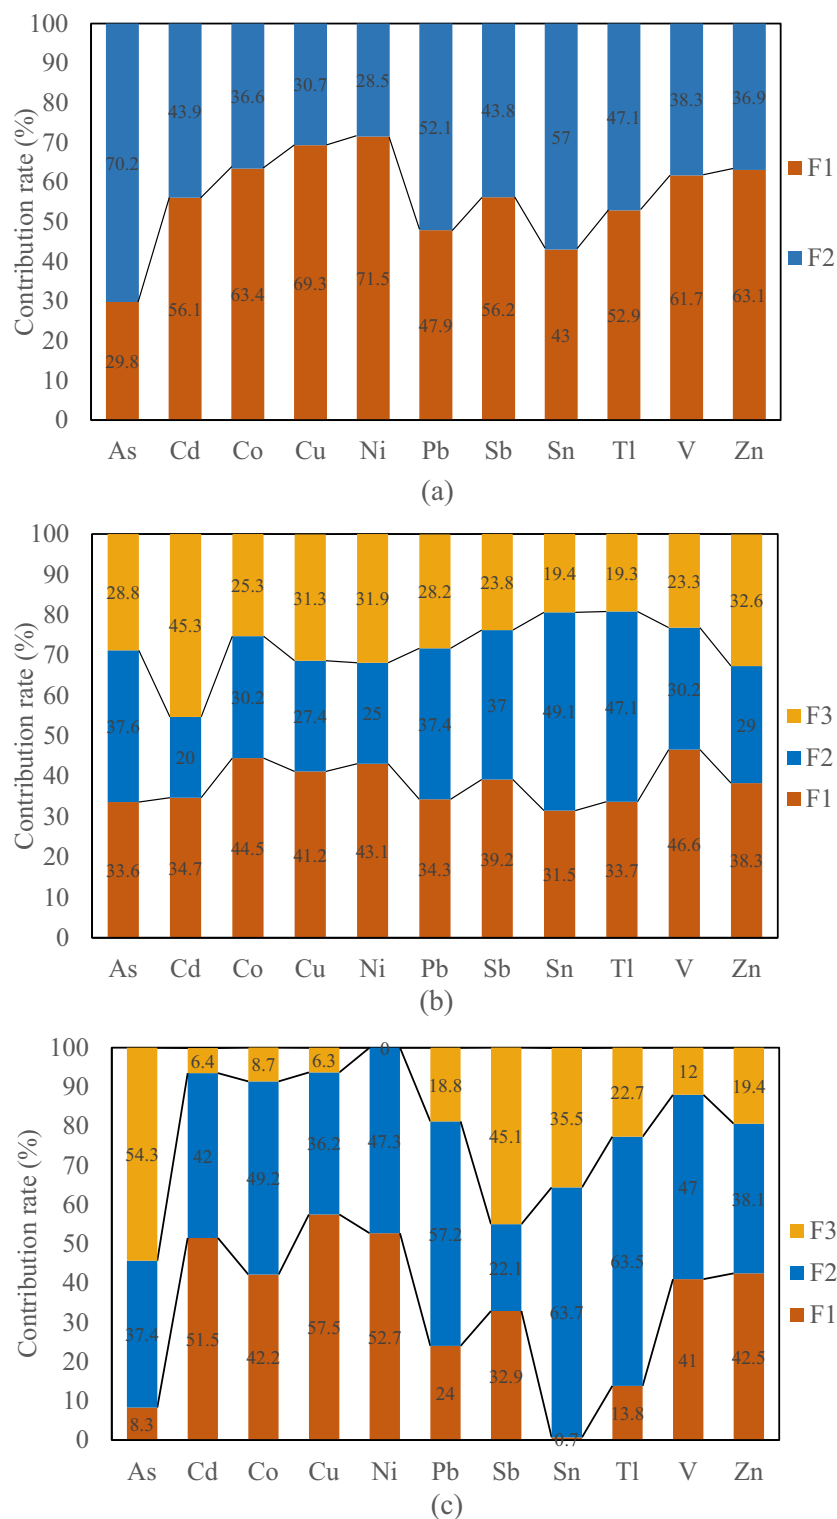 100
90
80
70
60
50
40
30
20
10
0
Contribution rate (%)
70.2 43.9 36.6 30.7 28.5 52.1 43.8 57 47.1 38.3 36.9
29.8 56.1 63.4 69.3 71.5 47.9 56.2 43 52.9 61.7 63.1
F1
F2
As Cd Co Cu Ni Pb Sb Sn Tl V Zn
(a)
100
90
80
70
60
50
40
30
20
10
0
Contribution rate (%)
28.8 45.3 25.3 31.3 31.9 28.2 23.8 19.4 19.3 23.3 32.6
37.6 20 30.2 27.4 25 37.4 37 49.1 47.1 30.2 29
33.6 34.7 44.5 41.2 43.1 34.3 39.2 31.5 33.7 46.6 38.3
F3
F2
F1
As Cd Co Cu Ni Pb Sb Sn Tl V Zn
(b)
100
90
80
70
60
50
40
30
20
10
0
Contribution rate (%)
54.3 6.4 8.7 6.3 0 18.8 45.1 35.5 22.7 12 19.4
37.4 42 49.2 36.2 47.3 57.2 22.1 63.7 63.5 47 38.1
8.3 51.5 42.2 57.5 52.7 24 32.9 0.7 13.8 41 42.5
F3
F2
F1
As Cd Co Cu Ni Pb Sb Sn Tl V Zn
(c)